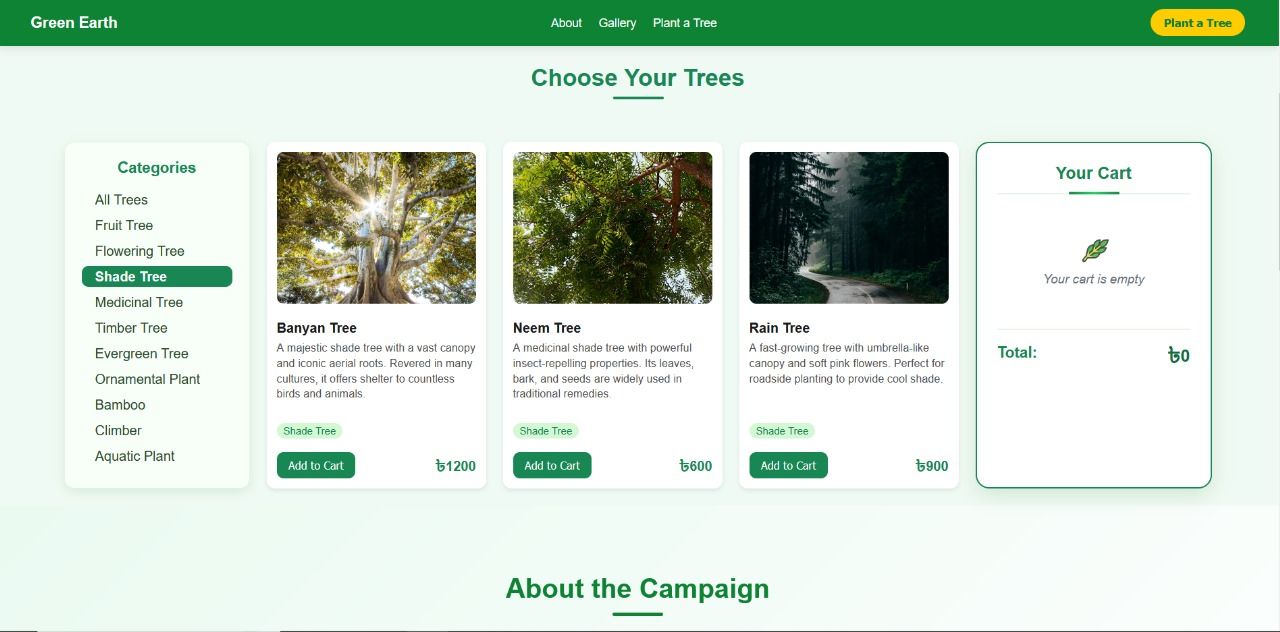 Green Earth
About
Gallery
Plant a Tree
Plant a Tree
Choose Your Trees
Categories
All Trees
Fruit Tree
Flowering Tree
Shade Tree
Medicinal Tree
Timber Tree
Evergreen Tree
Ornamental Plant
Bamboo
Climber
Aquatic Plant
Banyan Tree
A majestic shade tree with a vast canopy
and iconic aerial roots. Revered in many
cultures, it offers shelter to countless
birds and animals.
Shade Tree
Add to Cart
৳1200
Neem Tree
A medicinal shade tree with powerful
insect-repelling properties. Its leaves,
bark, and seeds are widely used in
traditional remedies.
Shade Tree
Add to Cart
৳600
Rain Tree
A fast-growing tree with umbrella-like
canopy and soft pink flowers. Perfect for
roadside planting to provide cool shade.
Shade Tree
Add to Cart
৳900
Your Cart
Your cart is empty
Total:
৳0
About the Campaign